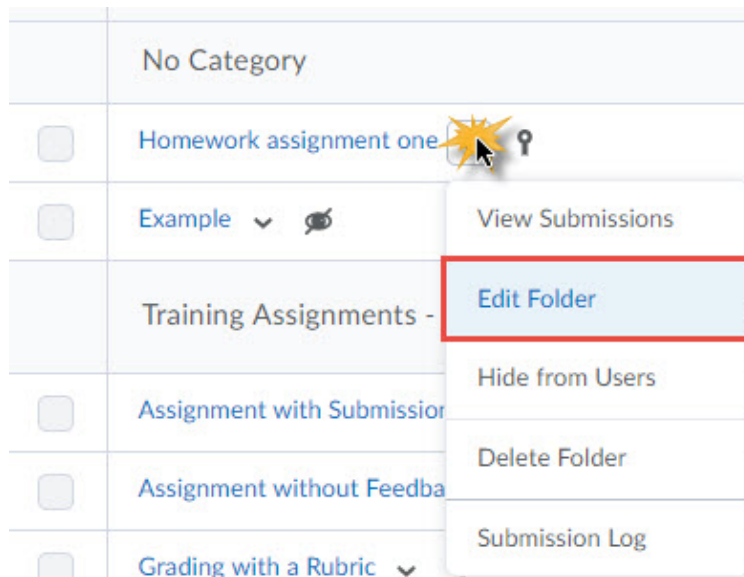 No Category
Homework assignment one
Example
View Submissions
Edit Folder
Training Assignments -
Hide from Users
Assignment with Submission
Delete Folder
Assignment without Feedba
Submission Log
Grading with a Rubric